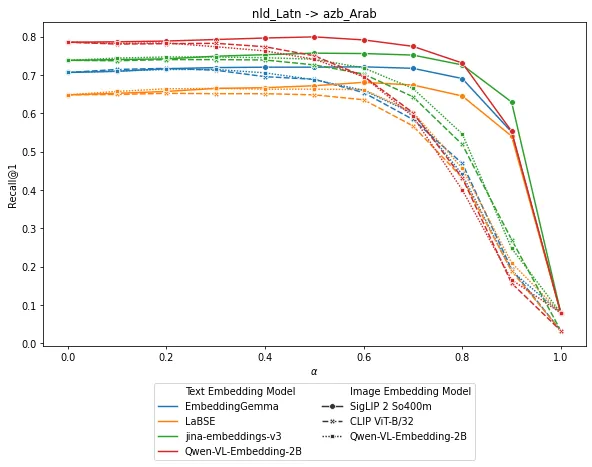 nld_Latn -> azb_Arab
Recall@1
0.8
0.7
0.6
0.5
0.4
0.3
0.2
0.1
0.0
0.0 0.2 0.4 0.6 0.8 1.0
α
Text Embedding Model
EmbeddingGemma
LaBSE
jina-embeddings-v3
Qwen-VL-Embedding-2B
Image Embedding Model
SigLIP 2 So400m
CLIP ViT-B/32
Qwen-VL-Embedding-2B